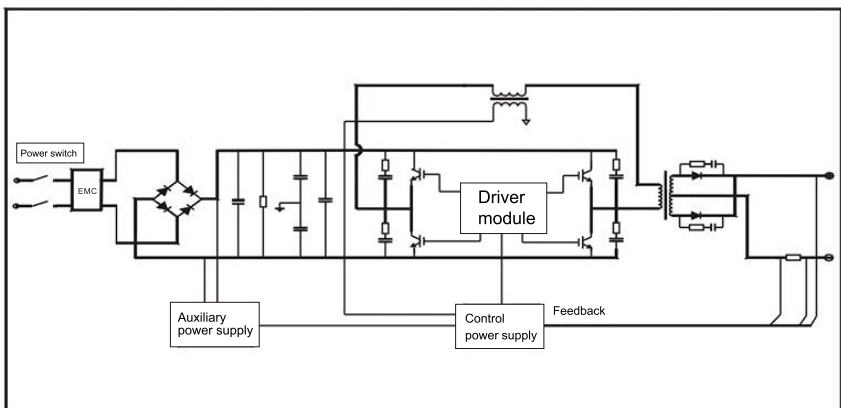 Power switch
EMC
Driver
module
Auxiliary
power supply
Control
power supply
Feedback